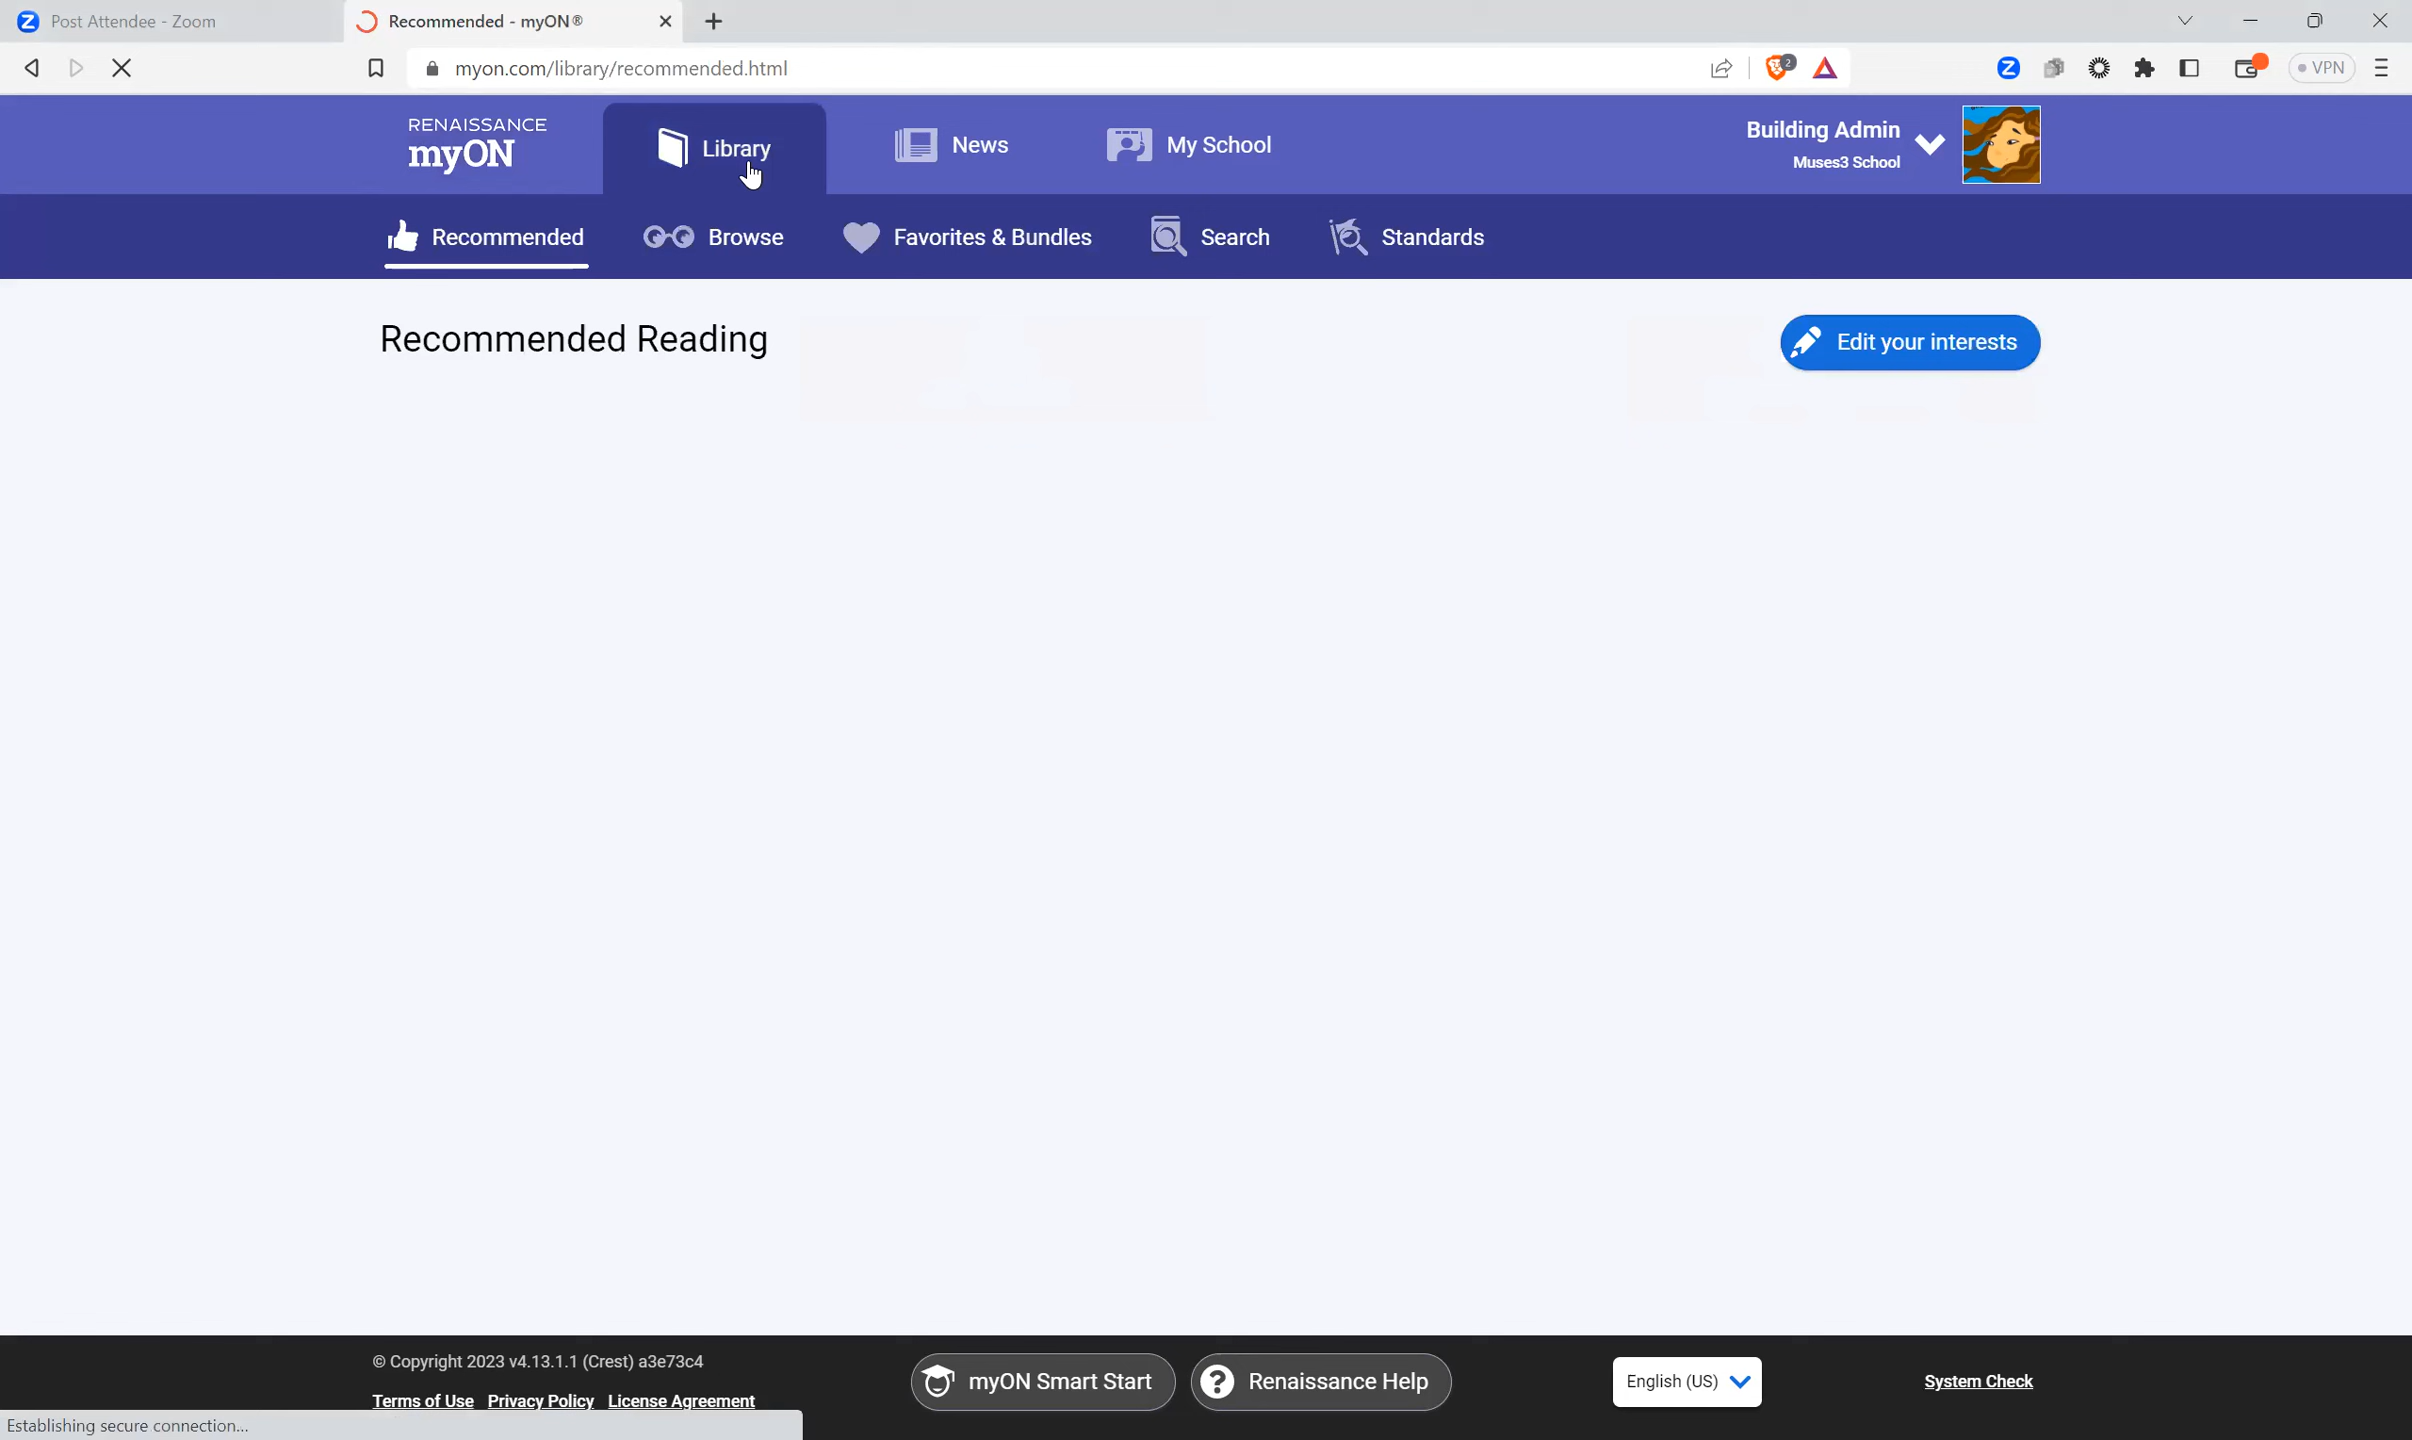 Post Attendee - Zoom
Recommended - myON®
myon.com/library/recommended.html
2
VPN
RENAISSANCE
myON
Library
News
My School
Building Admin
Muses3 School
Recommended
Browse
Favorites & Bundles
Search
Standards
Recommended Reading
Edit your interests
© Copyright 2023 v4.13.1.1 (Crest) a3e73c4
Terms of Use Privacy Policy License Agreement
myON Smart Start
Renaissance Help
English (US)
System Check
Establishing secure connection...